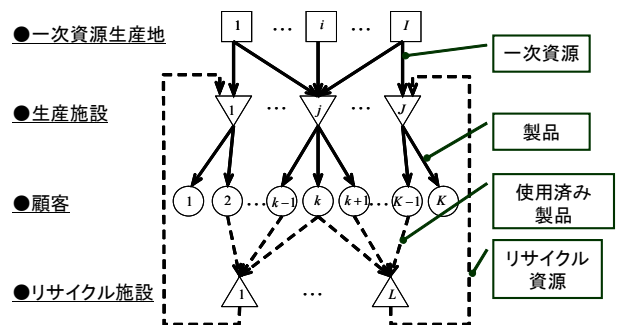 ●一次資源生産地
1 … i … I
一次資源
●生産施設
1 … j … J
製品
●顧客
1 2 … k-1 k k+1 … K-1 K
使用済み
製品
●リサイクル施設
1 … L
リサイクル
資源